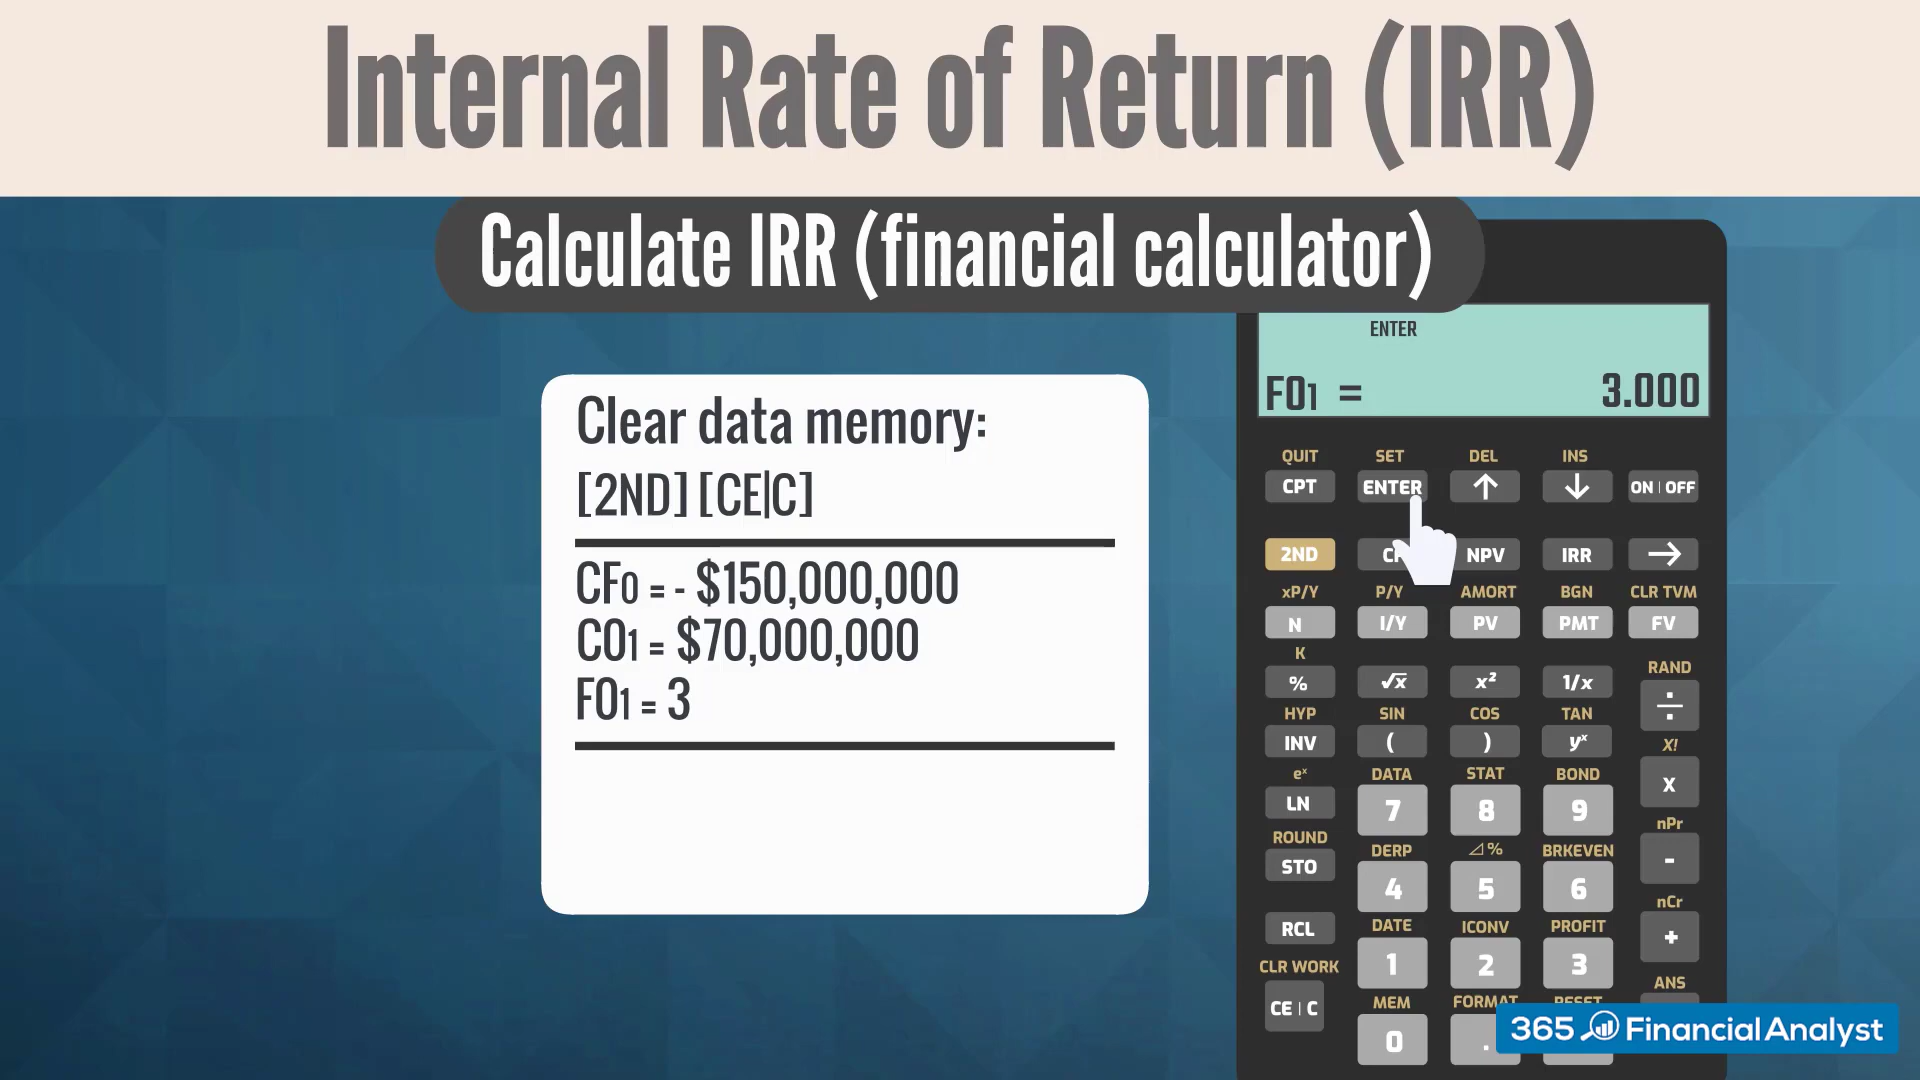 Internal Rate of Return (IRR)
Calculate IRR (financial calculator)
Clear data memory:
[2ND] [CE|C]
CF0 = - $150,000,000
C01 = $70,000,000
F01 = 3
ENTER
F01 = 3.000
QUIT SET DEL INS
CPT ENTER ↑ ↓ ON | OFF
2ND NPV IRR →
xP/Y P/Y AMORT BGN CLR TVM
N I/Y PV PMT FV
K RAND
% √x x² 1/x ÷
HYP SIN COS TAN
INV ( ) yˣ X!
eˣ DATA STAT BOND
LN 7 8 9 x
ROUND nPr
STO DERP ⊿% BRKEVEN -
4 5 6 nCr
RCL DATE ICONV PROFIT +
CLR WORK 1 2 3 ANS
CE | C MEM FORMAT RESET
0 .
365 Financial Analyst